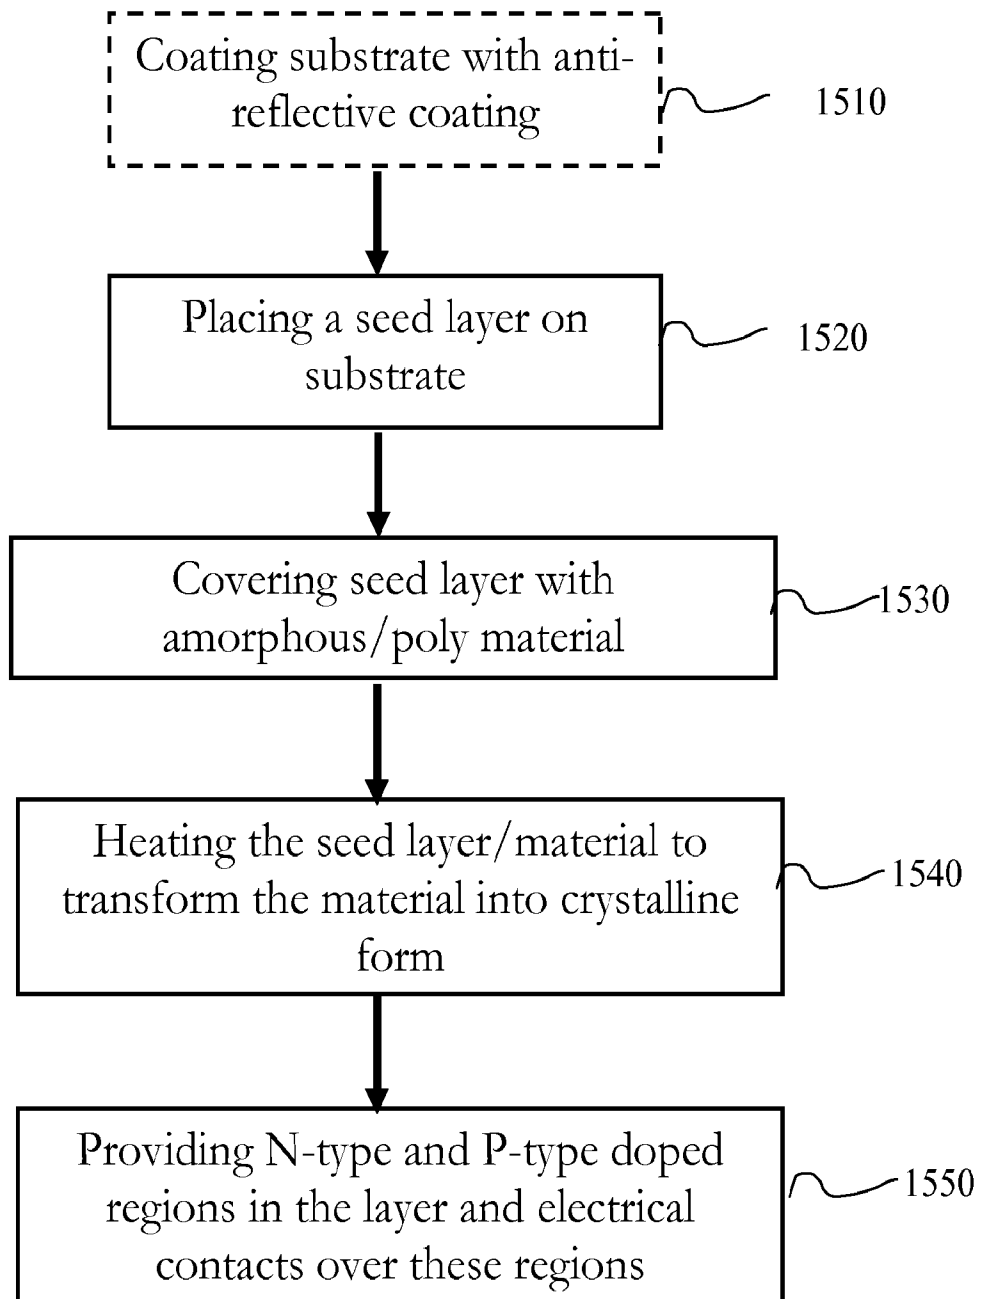 Coating substrate with anti-
reflective coating
1510
Placing a seed layer on
substrate
1520
Covering seed layer with
amorphous/poly material
1530
Heating the seed layer/material to
transform the material into crystalline
form
1540
Providing N-type and P-type doped
regions in the layer and electrical
contacts over these regions
1550